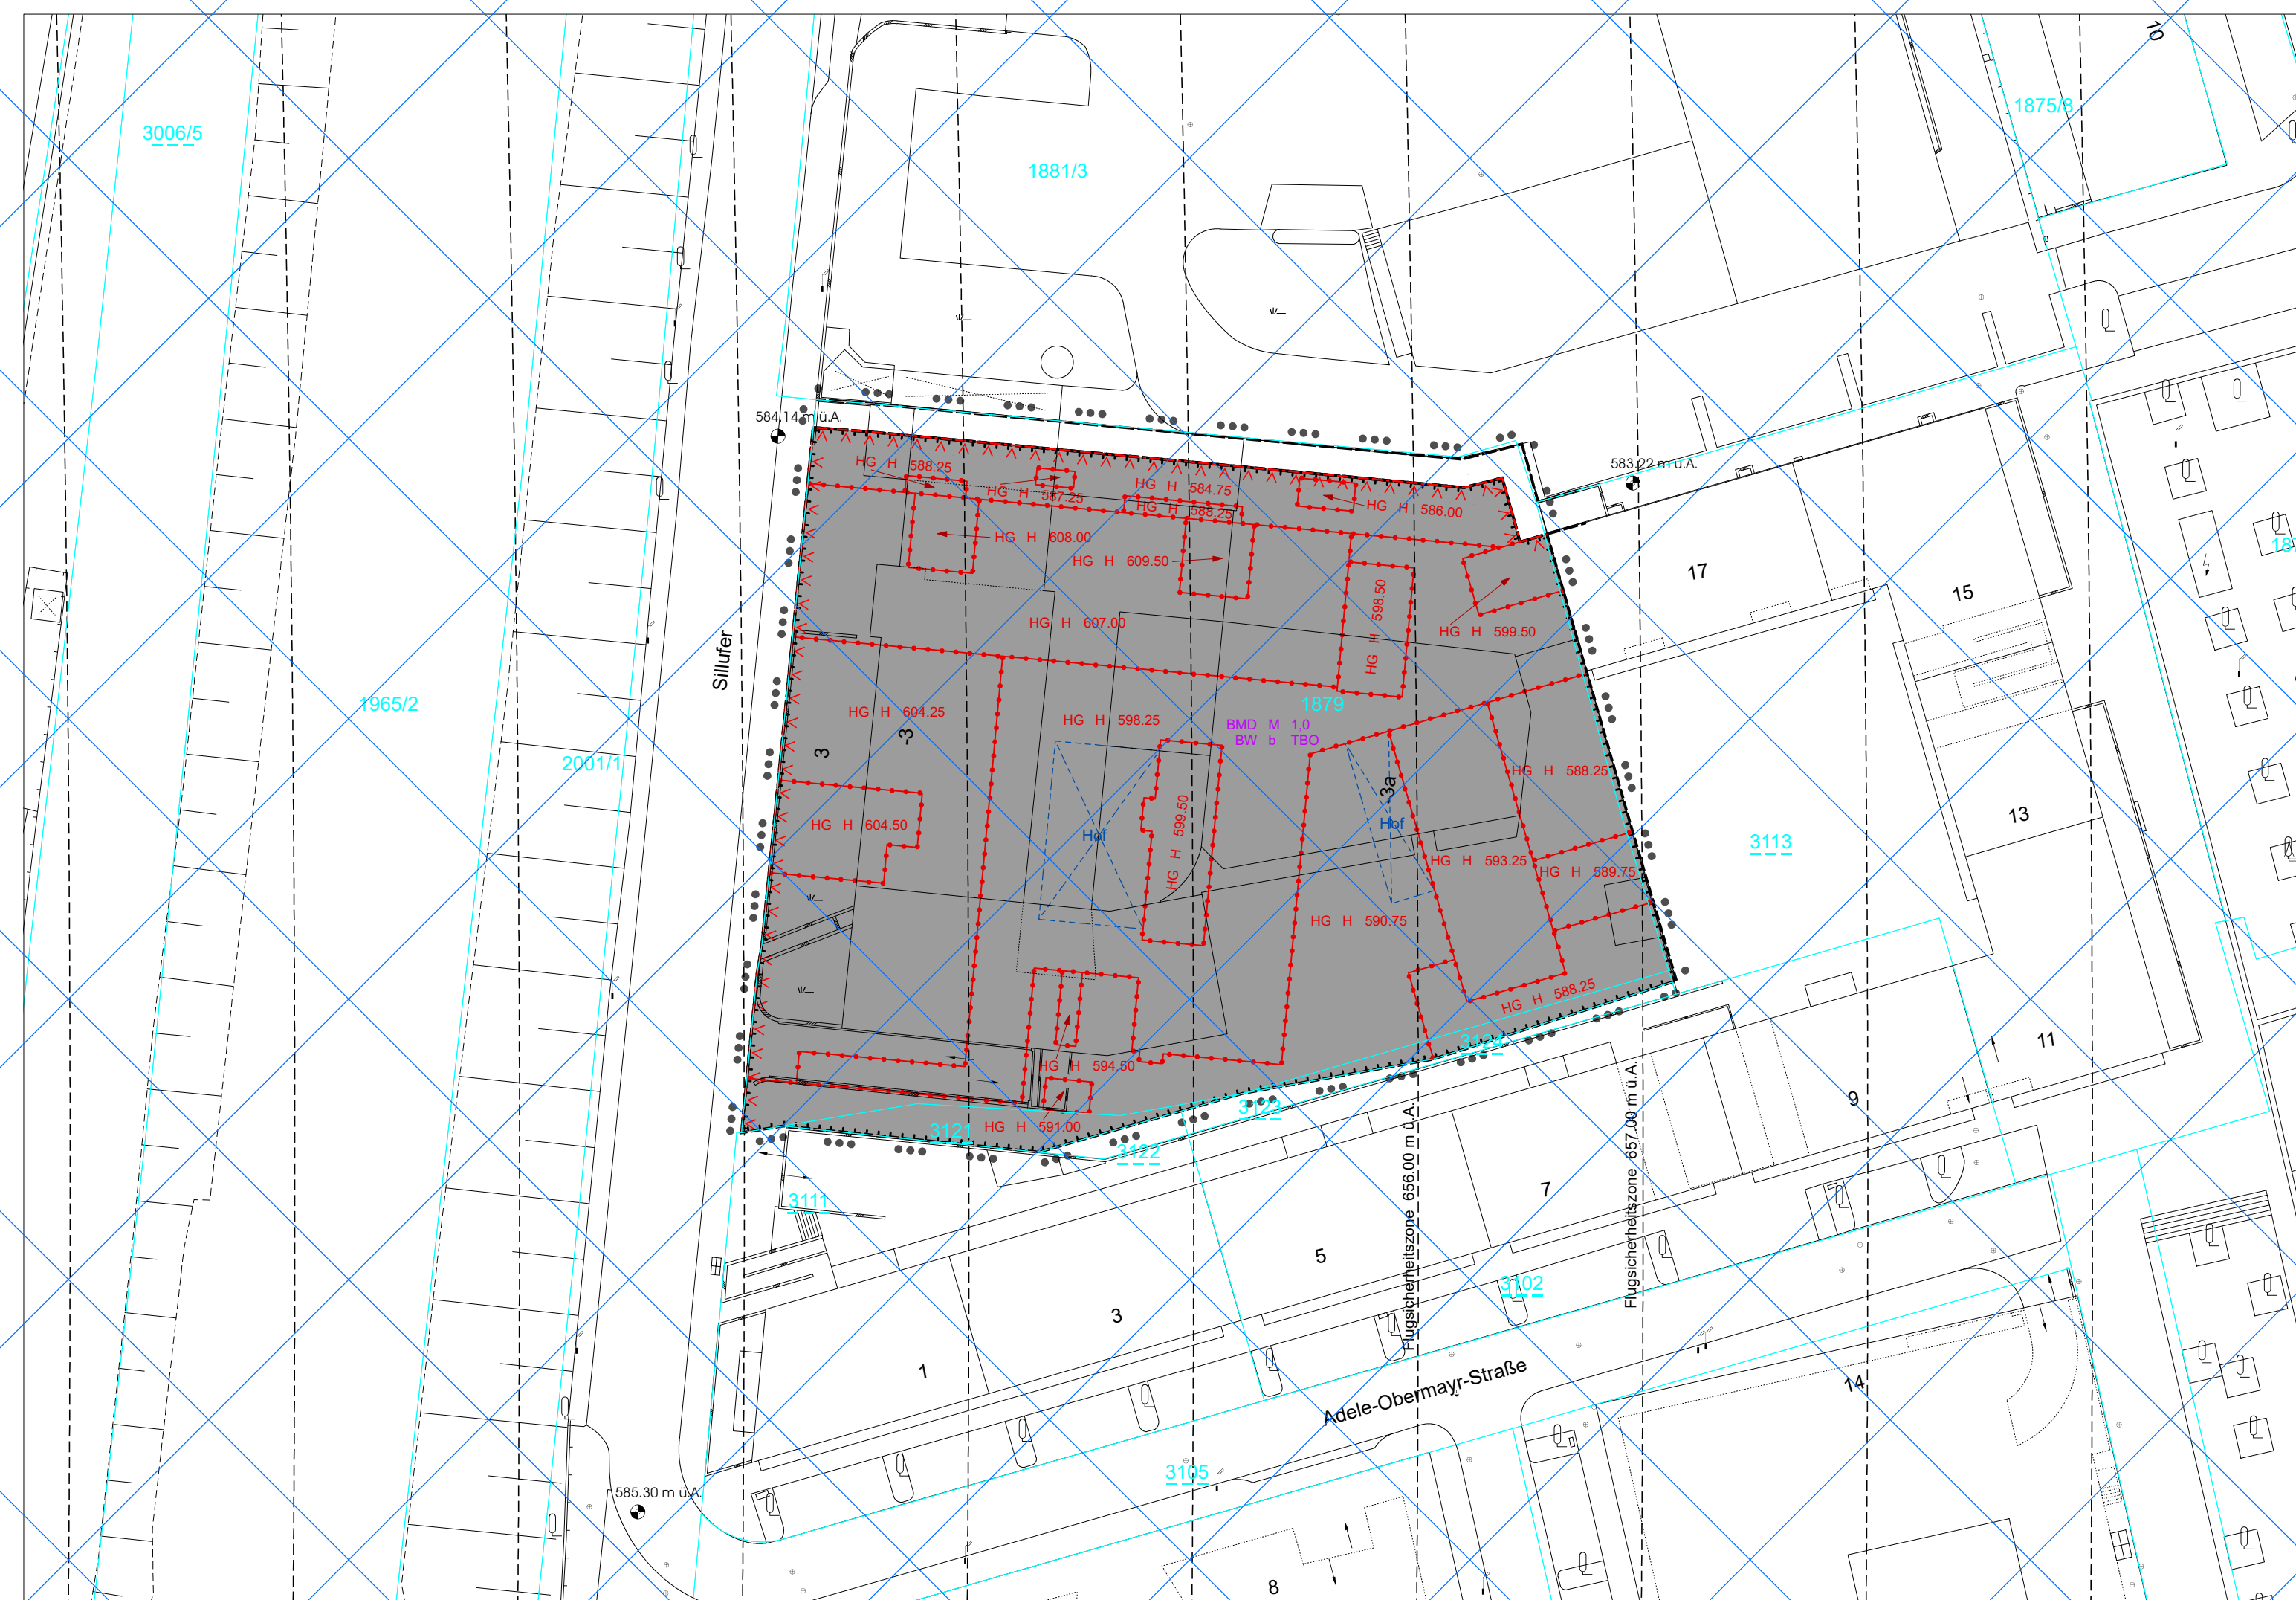 10
1875/8
3006/5
1881/3
584.14 m ü.A.
583.22 m ü.A.
HG H 588.25
HG H 587.25
HG H 584.75
HG H 588.25
HG H 586.00
HG H 608.00
HG H 609.50
HG H 598.50
HG H 599.50
HG H 607.00
17
15
Sillufer
1965/2
2001/1
HG H 604.25
-3
3
HG H 598.25
1879
BMD M 1,0
BW b TBO
HG H 588.25
-3a
Hof
Hof
HG H 604.50
HG H 599.50
HG H 593.25
HG H 589.75
3113
13
HG H 590.75
HG H 588.25
HG H 594.50
HG H 591.00
3121
3122
3123
3124
3111
11
9
7
5
3
1
3102
Flugsicherheitszone 656.00 m ü.A.
Flugsicherheitszone 657.00 m ü.A.
Adele-Obermayr-Straße
14
3105
585.30 m ü.A.
8